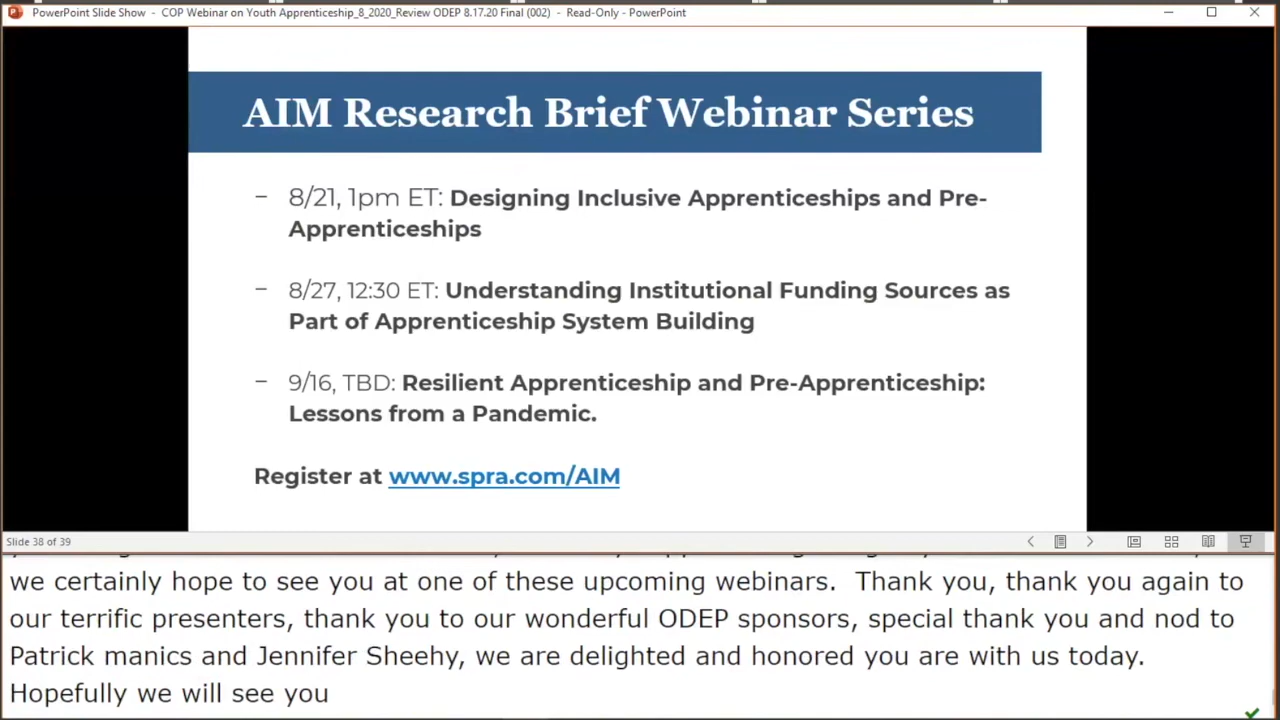 PowerPoint Slide Show - COP Webinar on Youth Apprenticeship_8_2020_Review ODEP 8.17.20 Final (002) - Read-Only - PowerPoint
AIM Research Brief Webinar Series
– 8/21, 1pm ET: Designing Inclusive Apprenticeships and Pre-
Apprenticeships
– 8/27, 12:30 ET: Understanding Institutional Funding Sources as
Part of Apprenticeship System Building
– 9/16, TBD: Resilient Apprenticeship and Pre-Apprenticeship:
Lessons from a Pandemic.
Register at www.spra.com/AIM
Slide 38 of 39
we certainly hope to see you at one of these upcoming webinars.  Thank you, thank you again to
our terrific presenters, thank you to our wonderful ODEP sponsors, special thank you and nod to
Patrick manics and Jennifer Sheehy, we are delighted and honored you are with us today.
Hopefully we will see you